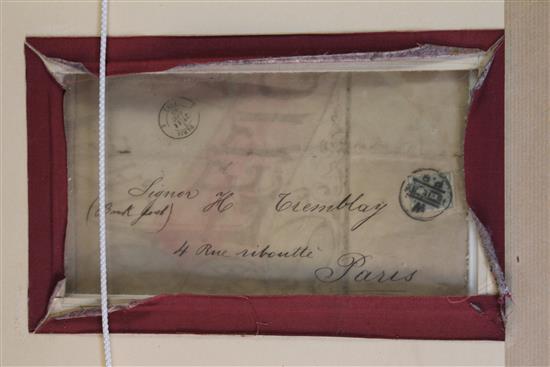 Signor H Tremblay
(Book post)
4 Rue riboutté
Paris